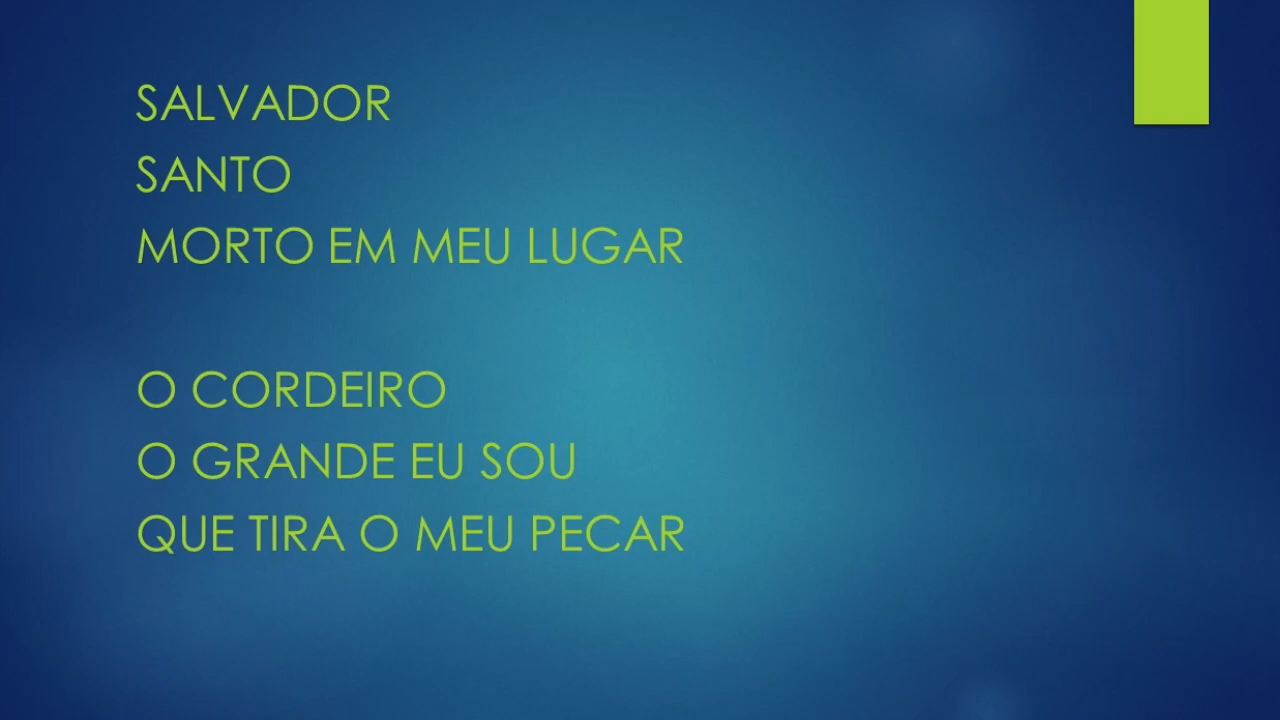 SALVADOR
SANTO
MORTO EM MEU LUGAR
O CORDEIRO
O GRANDE EU SOU
QUE TIRA O MEU PECAR